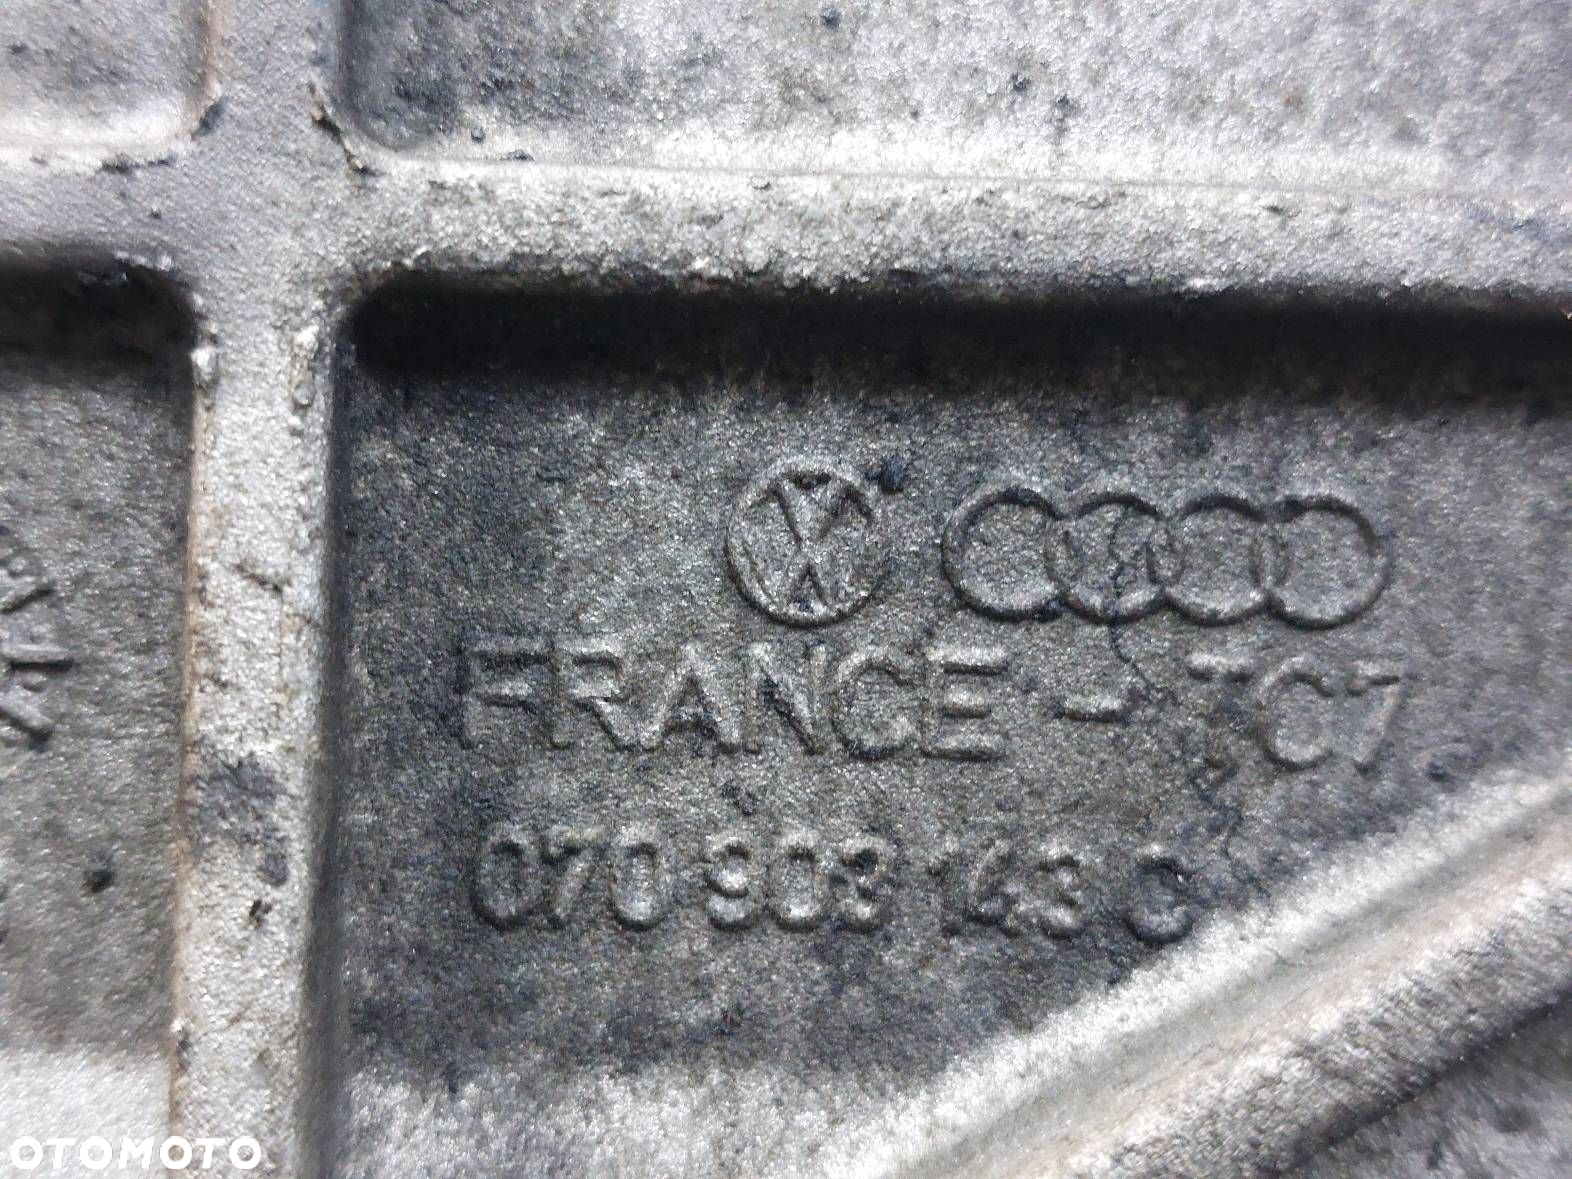 FRANCE - TC7
070 903 143 C
OTOMOTO